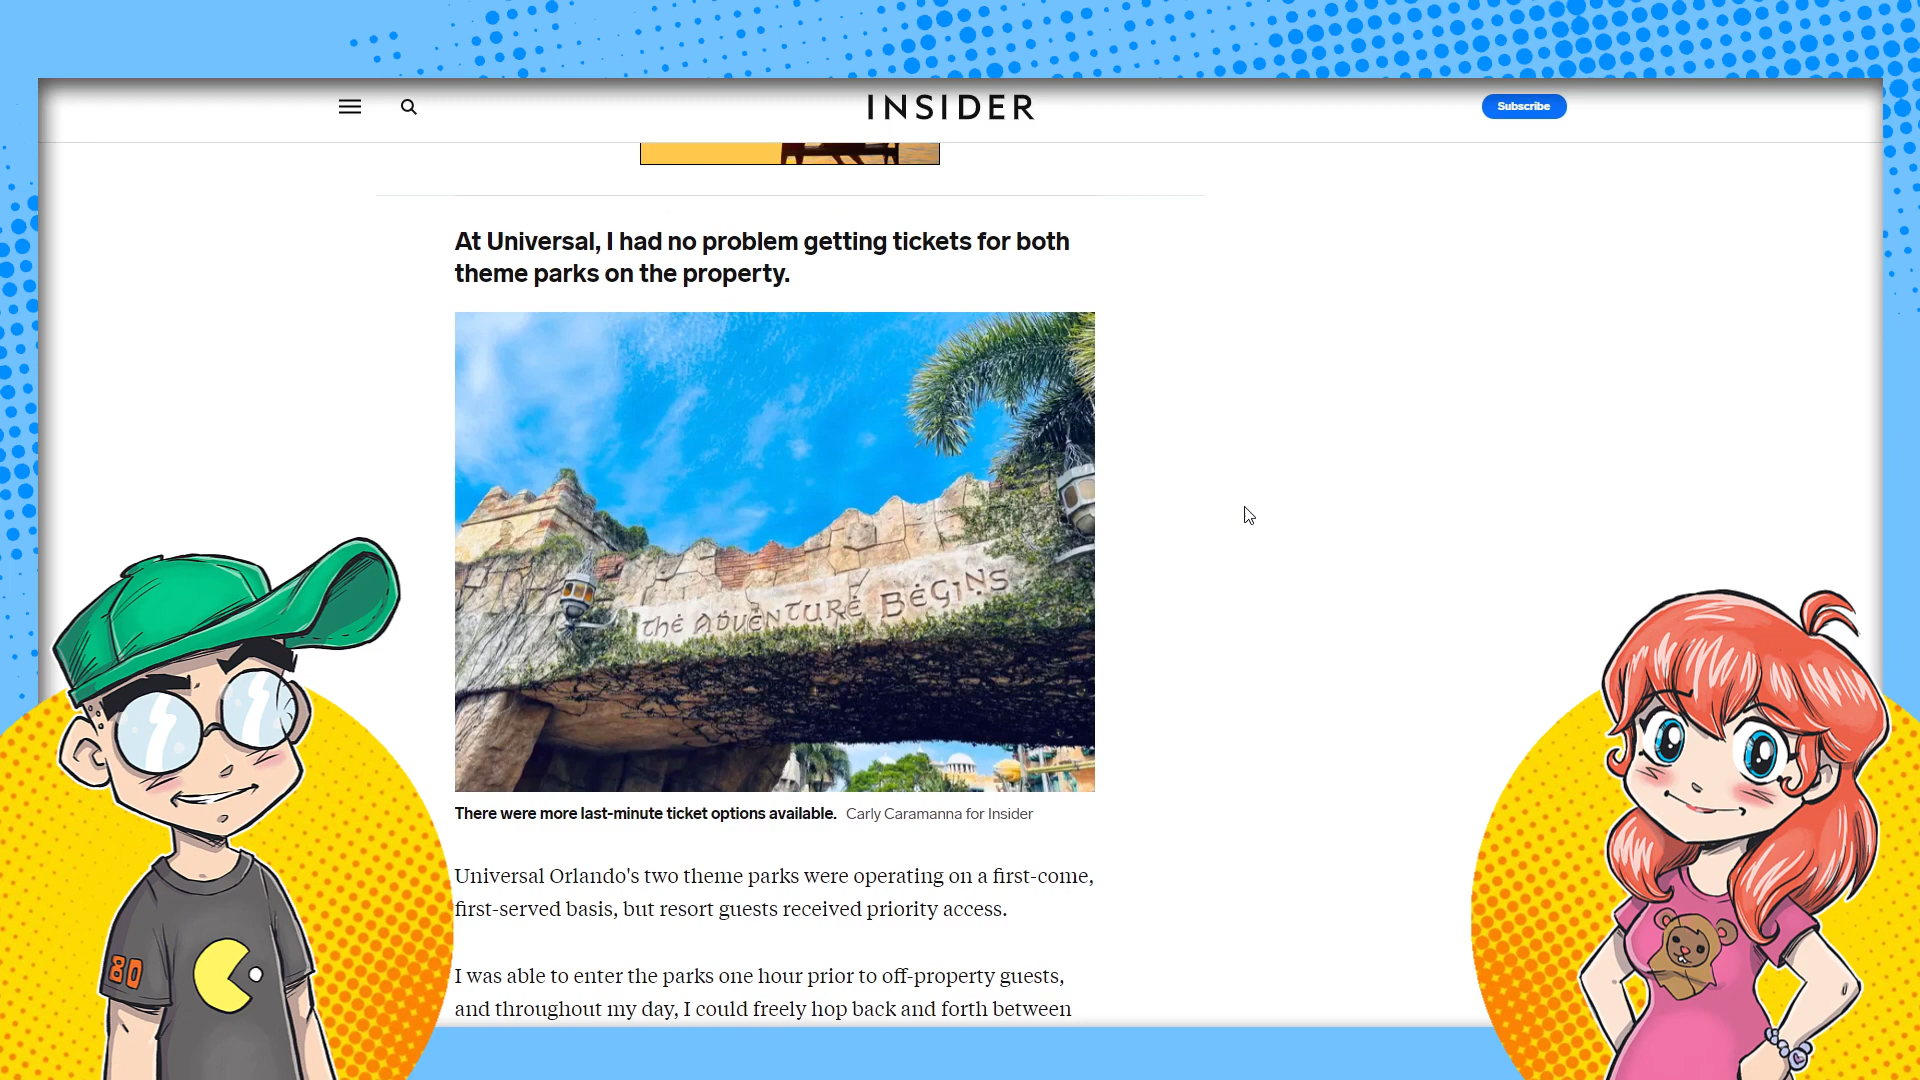 INSIDER
Subscribe
At Universal, I had no problem getting tickets for both
theme parks on the property.
THE ADVENTURE BEGINS
There were more last-minute ticket options available. Carly Caramanna for Insider
Universal Orlando's two theme parks were operating on a first-come,
first-served basis, but resort guests received priority access.
I was able to enter the parks one hour prior to off-property guests,
and throughout my day, I could freely hop back and forth between
80